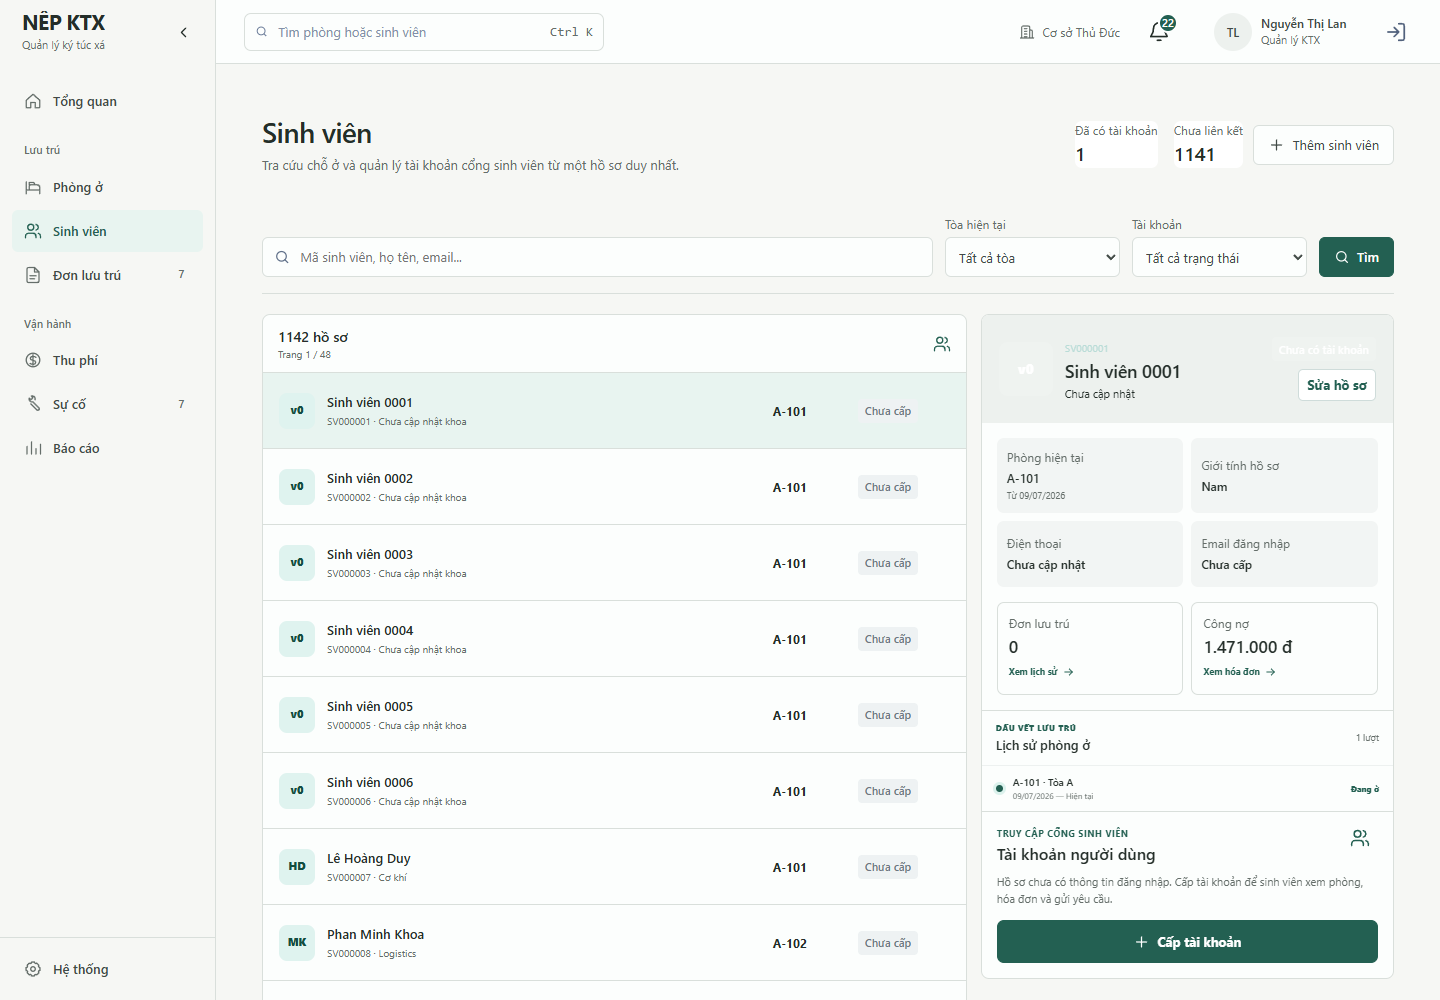 NẾP KTX
Quản lý ký túc xá
Tìm phòng hoặc sinh viên
Ctrl K
Cơ sở Thủ Đức
22
TL
Nguyễn Thị Lan
Quản lý KTX
Tổng quan
Lưu trú
Phòng ở
Sinh viên
Đơn lưu trú
7
Vận hành
Thu phí
Sự cố
7
Báo cáo
Hệ thống
Sinh viên
Tra cứu chỗ ở và quản lý tài khoản cổng sinh viên từ một hồ sơ duy nhất.
Đã có tài khoản
1
Chưa liên kết
1141
Thêm sinh viên
Mã sinh viên, họ tên, email...
Tòa hiện tại
Tất cả tòa
Tài khoản
Tất cả trạng thái
Tìm
1142 hồ sơ
Trang 1 / 48
v0
Sinh viên 0001
SV000001 · Chưa cập nhật khoa
A-101
Chưa cấp
v0
Sinh viên 0002
SV000002 · Chưa cập nhật khoa
A-101
Chưa cấp
v0
Sinh viên 0003
SV000003 · Chưa cập nhật khoa
A-101
Chưa cấp
v0
Sinh viên 0004
SV000004 · Chưa cập nhật khoa
A-101
Chưa cấp
v0
Sinh viên 0005
SV000005 · Chưa cập nhật khoa
A-101
Chưa cấp
v0
Sinh viên 0006
SV000006 · Chưa cập nhật khoa
A-101
Chưa cấp
HD
Lê Hoàng Duy
SV000007 · Cơ khí
A-101
Chưa cấp
MK
Phan Minh Khoa
SV000008 · Logistics
A-102
Chưa cấp
v0
SV000001
Sinh viên 0001
Chưa cập nhật
Chưa có tài khoản
Sửa hồ sơ
Phòng hiện tại
A-101
Từ 09/07/2026
Giới tính hồ sơ
Nam
Điện thoại
Chưa cập nhật
Email đăng nhập
Chưa cấp
Đơn lưu trú
0
Xem lịch sử →
Công nợ
1.471.000 đ
Xem hóa đơn →
DẤU VẾT LƯU TRÚ
Lịch sử phòng ở
1 lượt
A-101 · Tòa A
09/07/2026 — Hiện tại
Đang ở
TRUY CẬP CỔNG SINH VIÊN
Tài khoản người dùng
Hồ sơ chưa có thông tin đăng nhập. Cấp tài khoản để sinh viên xem phòng,
hóa đơn và gửi yêu cầu.
Cấp tài khoản